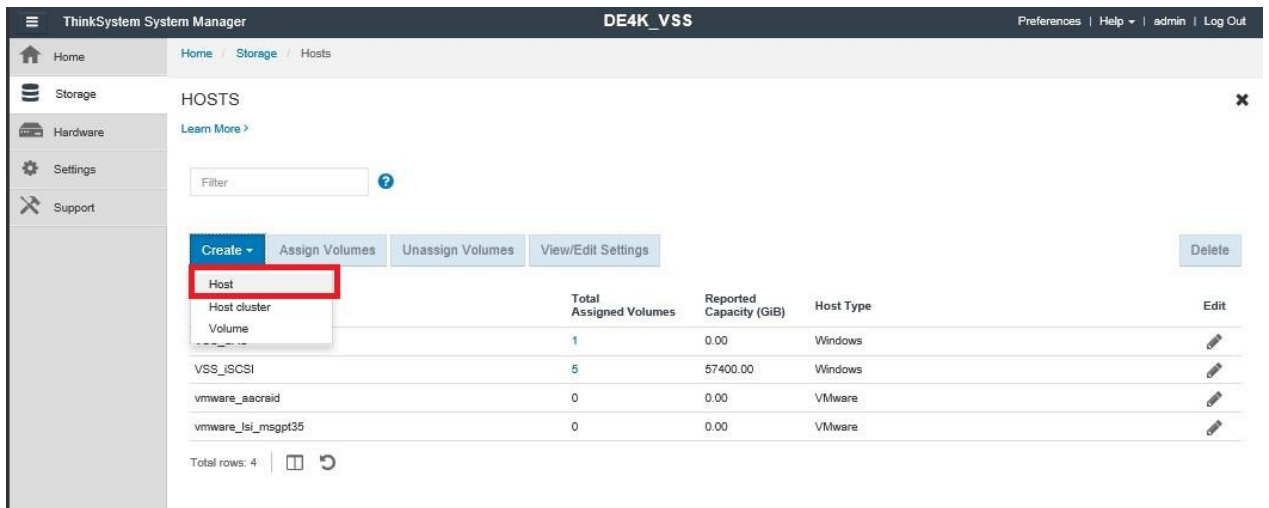 ThinkSystem System Manager
DE4K_VSS
Preferences | Help | admin | Log Out
Home
Home / Storage / Hosts
Storage
HOSTS
Learn More >
Hardware
Settings
Filter
Support
Create
Assign Volumes
Unassign Volumes
View/Edit Settings
Delete
Host
Host cluster
Volume
Total
Assigned Volumes
Reported
Capacity (GiB)
Host Type
Edit
1 0.00 Windows
VSS_iSCSI 5 57400.00 Windows
vmware_aacraid 0 0.00 VMware
vmware_lsi_msgpt35 0 0.00 VMware
Total rows: 4